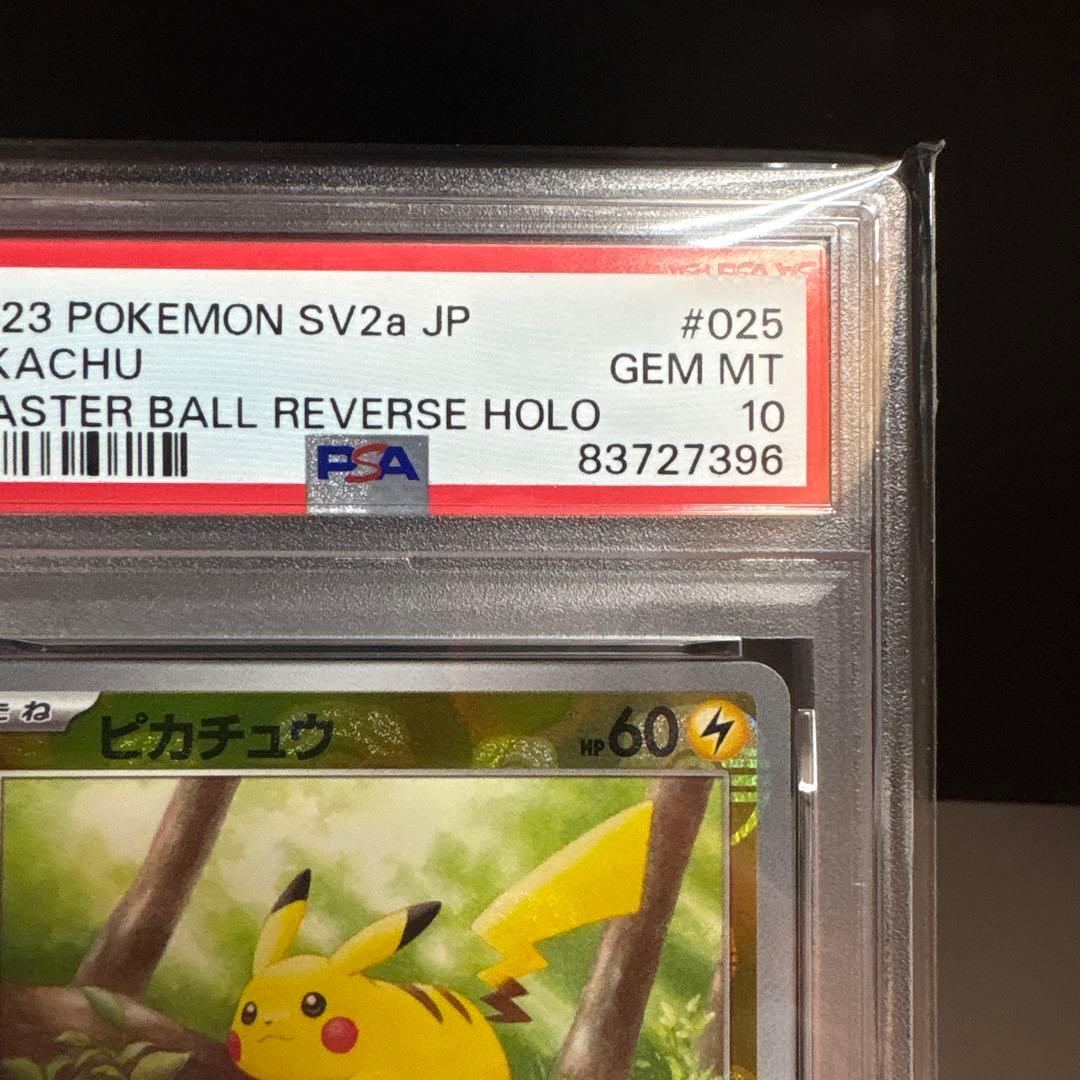 23 POKEMON SV2a JP #025
KACHU GEM MT
ASTER BALL REVERSE HOLO 10
PSA 83727396
ね ピカチュウ HP60